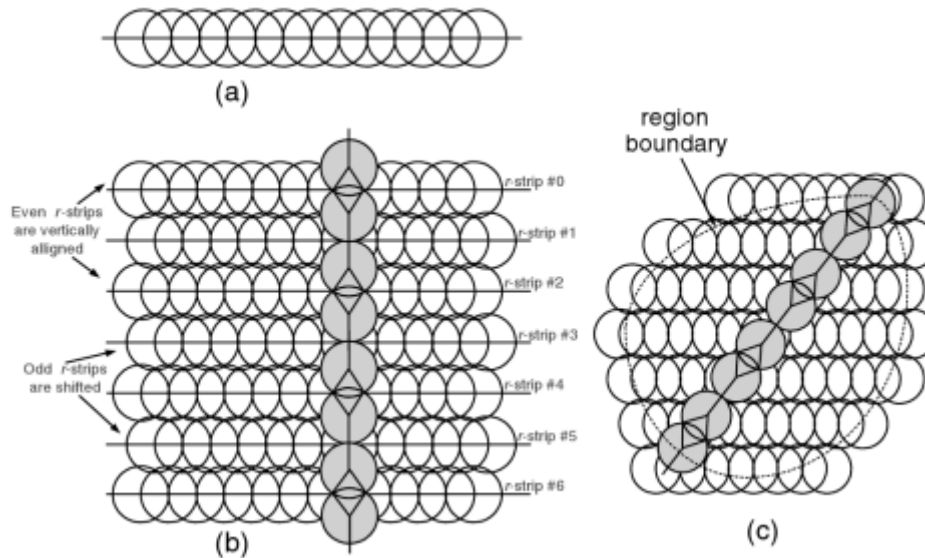 (a)
region
boundary
r-strip #0
Even r-strips
are vertically
alligned
r-strip #1
r-strip #2
r-strip #3
Odd r-strips
are shifted
r-strip #4
r-strip #5
r-strip #6
(b)
(c)